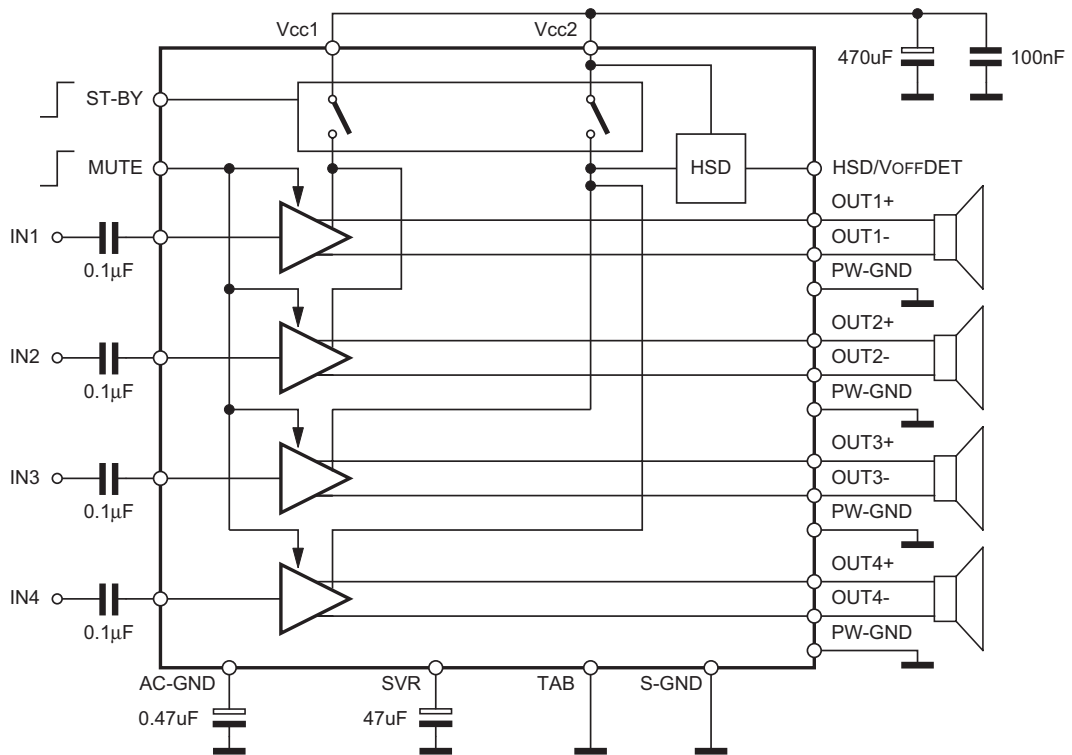 Vcc1
Vcc2
470uF
100nF
ST-BY
MUTE
HSD
HSD/VOFFDET
OUT1+
IN1
OUT1-
0.1µF
PW-GND
OUT2+
IN2
OUT2-
0.1µF
PW-GND
OUT3+
IN3
OUT3-
0.1µF
PW-GND
OUT4+
IN4
OUT4-
0.1µF
PW-GND
AC-GND
SVR
TAB
S-GND
0.47uF
47uF